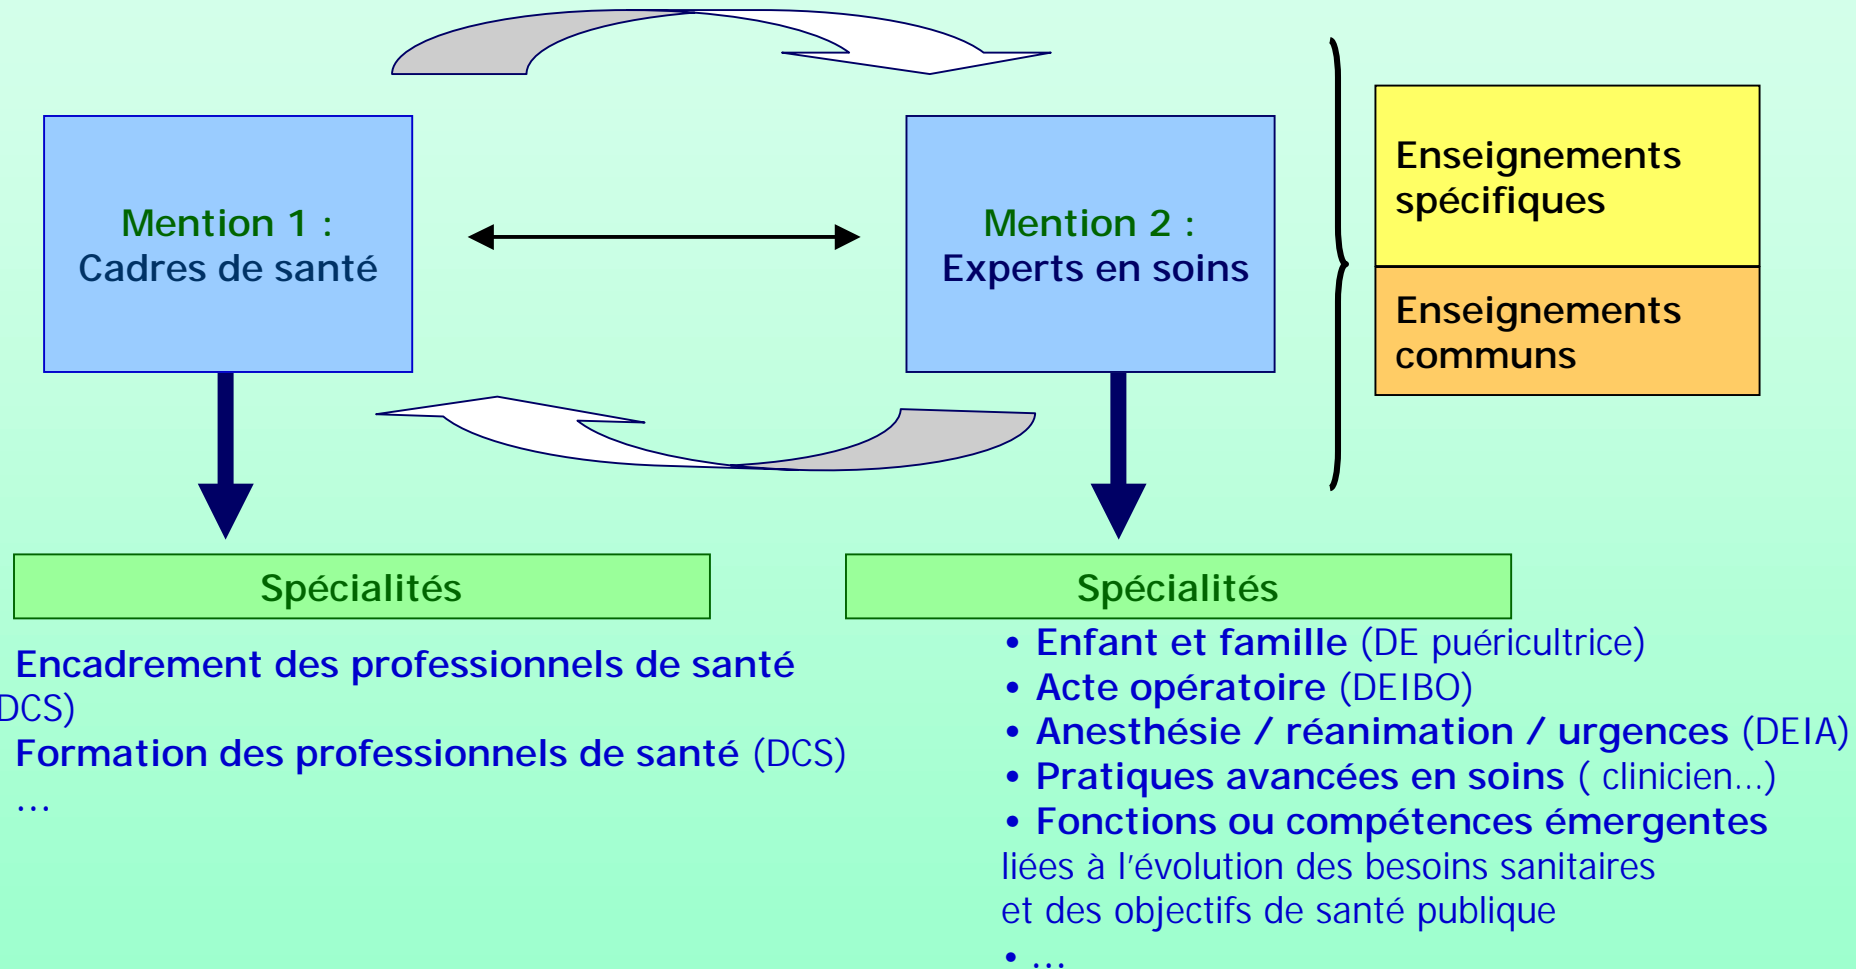 Mention 1 :
Cadres de santé
Mention 2 :
Experts en soins
Enseignements
spécifiques
Enseignements
communs
Spécialités
Encadrement des professionnels de santé
DCS)
Formation des professionnels de santé (DCS)
...
Spécialités
• Enfant et famille (DE puéricultrice)
• Acte opératoire (DEIBO)
• Anesthésie / réanimation / urgences (DEIA)
• Pratiques avancées en soins ( clinicien...)
• Fonctions ou compétences émergentes
liées à l’évolution des besoins sanitaires
et des objectifs de santé publique
• ...